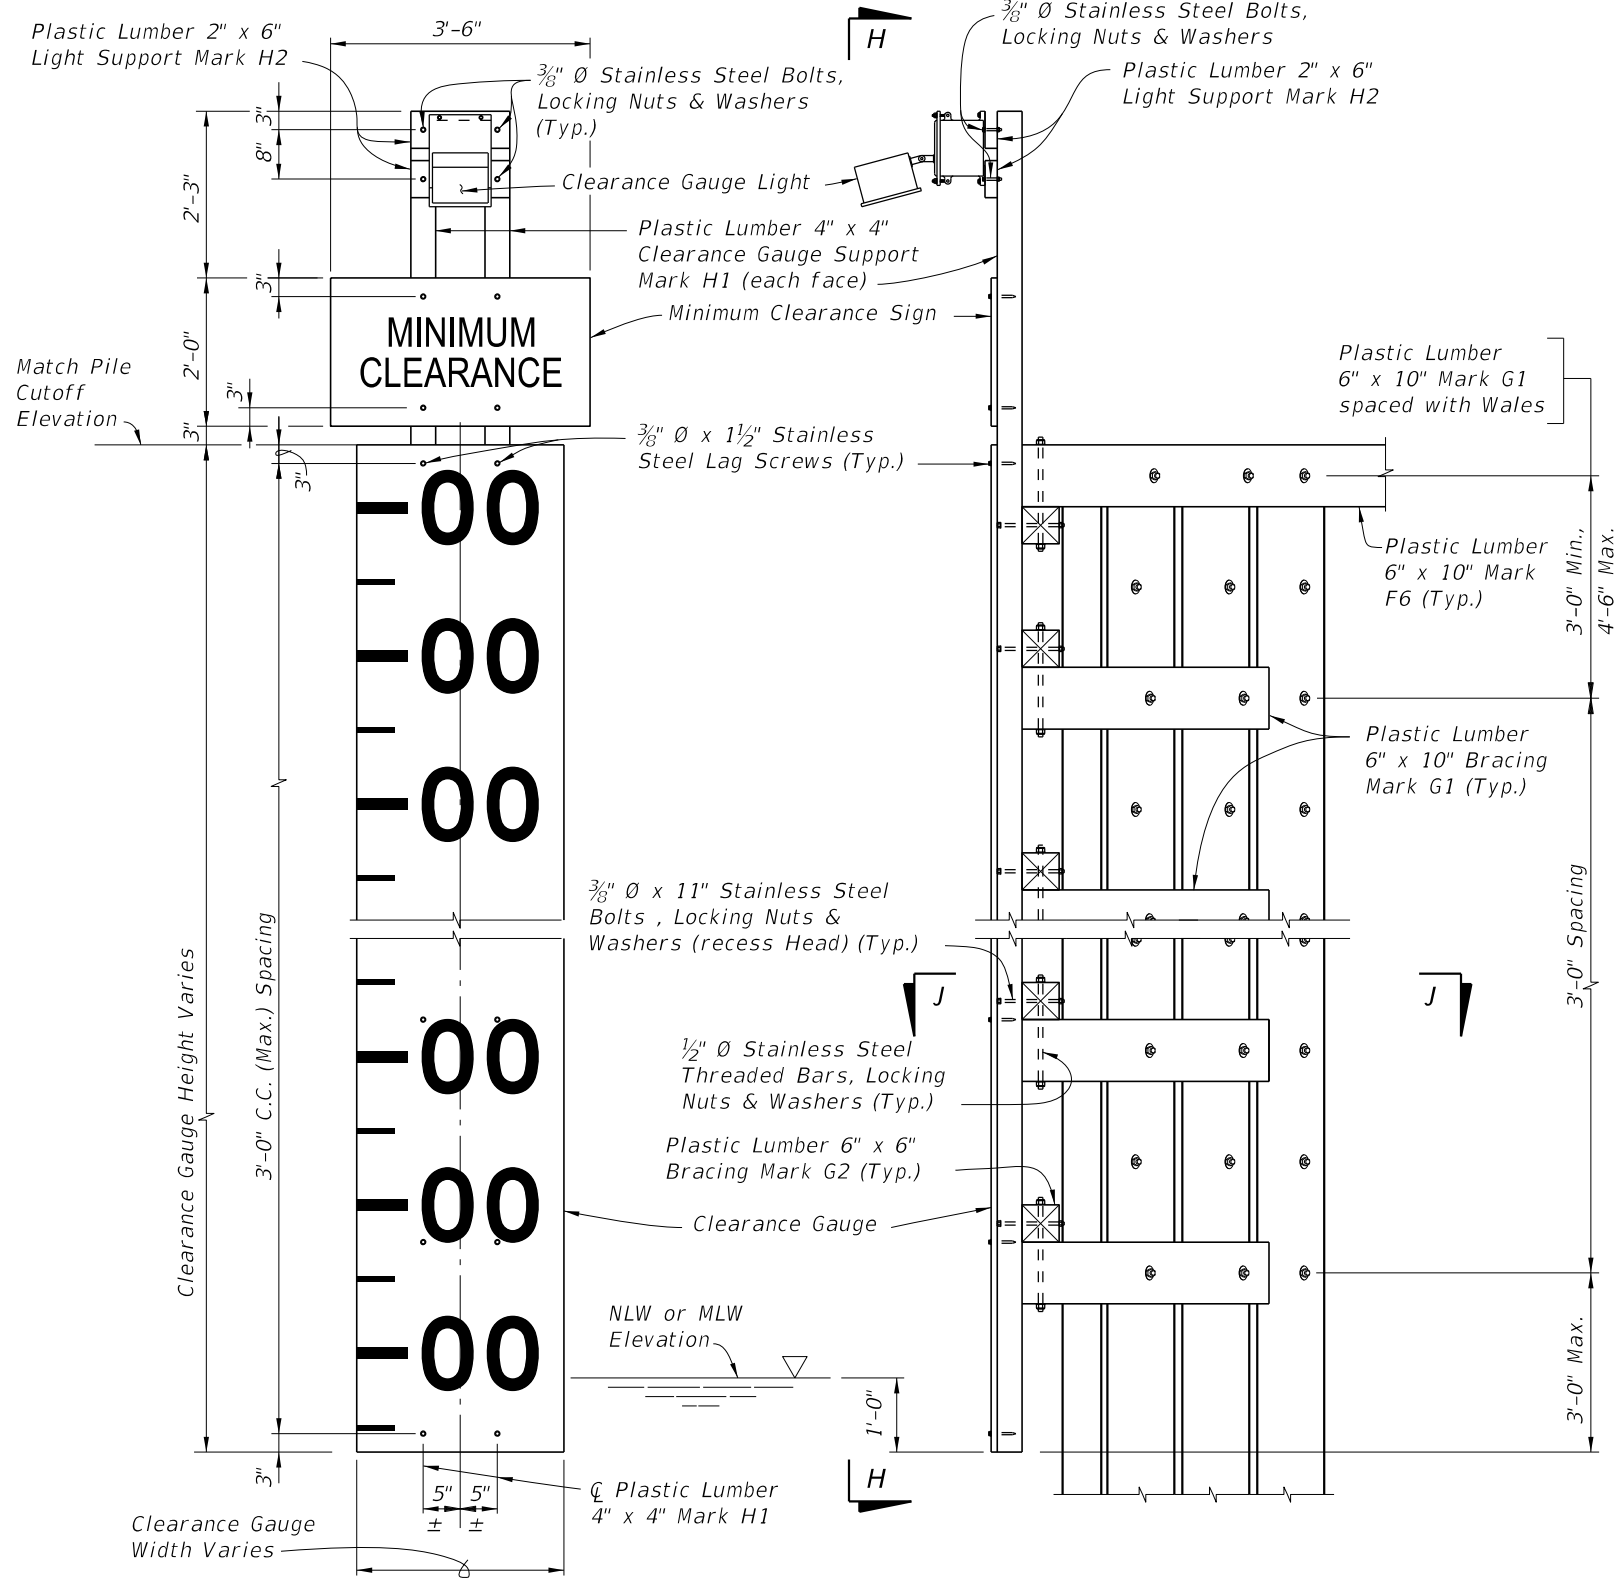 Plastic Lumber 2" x 6"
Light Support Mark H2
3'-6"
⅜" Ø Stainless Steel Bolts,
Locking Nuts & Washers
(Typ.)
H
⅜" Ø Stainless Steel Bolts,
Locking Nuts & Washers
Plastic Lumber 2" x 6"
Light Support Mark H2
3"
8"
2'-3"
Clearance Gauge Light
Plastic Lumber 4" x 4"
Clearance Gauge Support
Mark H1 (each face)
3"
Minimum Clearance Sign
MINIMUM
CLEARANCE
2'-0"
3"
3"
Match Pile
Cutoff
Elevation
Plastic Lumber
6" x 10" Mark G1
spaced with Wales
⅜" Ø x 1½" Stainless
Steel Lag Screws (Typ.)
3"
00
00
00
Plastic Lumber
6" x 10" Mark
F6 (Typ.)
3'-0" Min.,
4'-6" Max.
Plastic Lumber
6" x 10" Bracing
Mark G1 (Typ.)
⅜" Ø x 11" Stainless Steel
Bolts , Locking Nuts &
Washers (recess Head) (Typ.)
Clearance Gauge Height Varies
3'-0" C.C. (Max.) Spacing
3'-0" Spacing
J
J
00
00
00
½" Ø Stainless Steel
Threaded Bars, Locking
Nuts & Washers (Typ.)
Plastic Lumber 6" x 6"
Bracing Mark G2 (Typ.)
Clearance Gauge
NLW or MLW
Elevation
1'-0"
3'-0" Max.
3"
5"
5"
±
±
℄ Plastic Lumber
4" x 4" Mark H1
H
Clearance Gauge
Width Varies